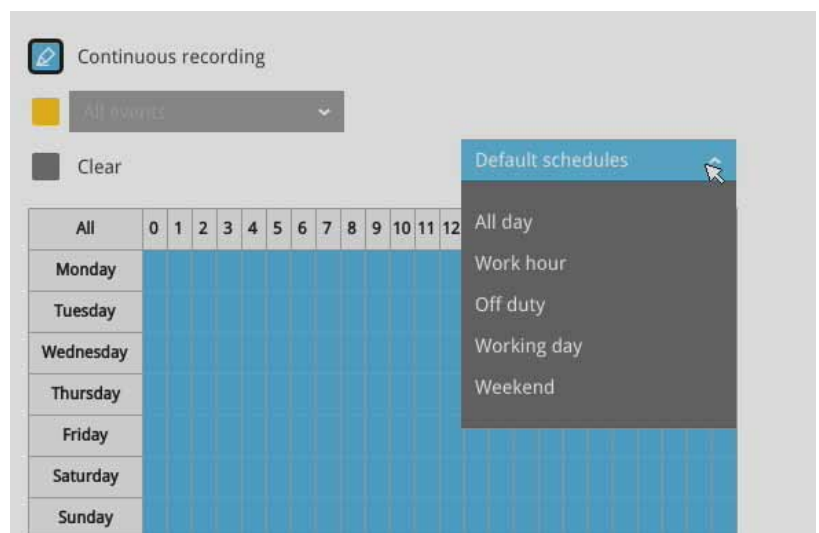 Continuous recording
All events
Clear
Default schedules
All day
Work hour
Off duty
Working day
Weekend
All 0 1 2 3 4 5 6 7 8 9 10 11 12
Monday
Tuesday
Wednesday
Thursday
Friday
Saturday
Sunday